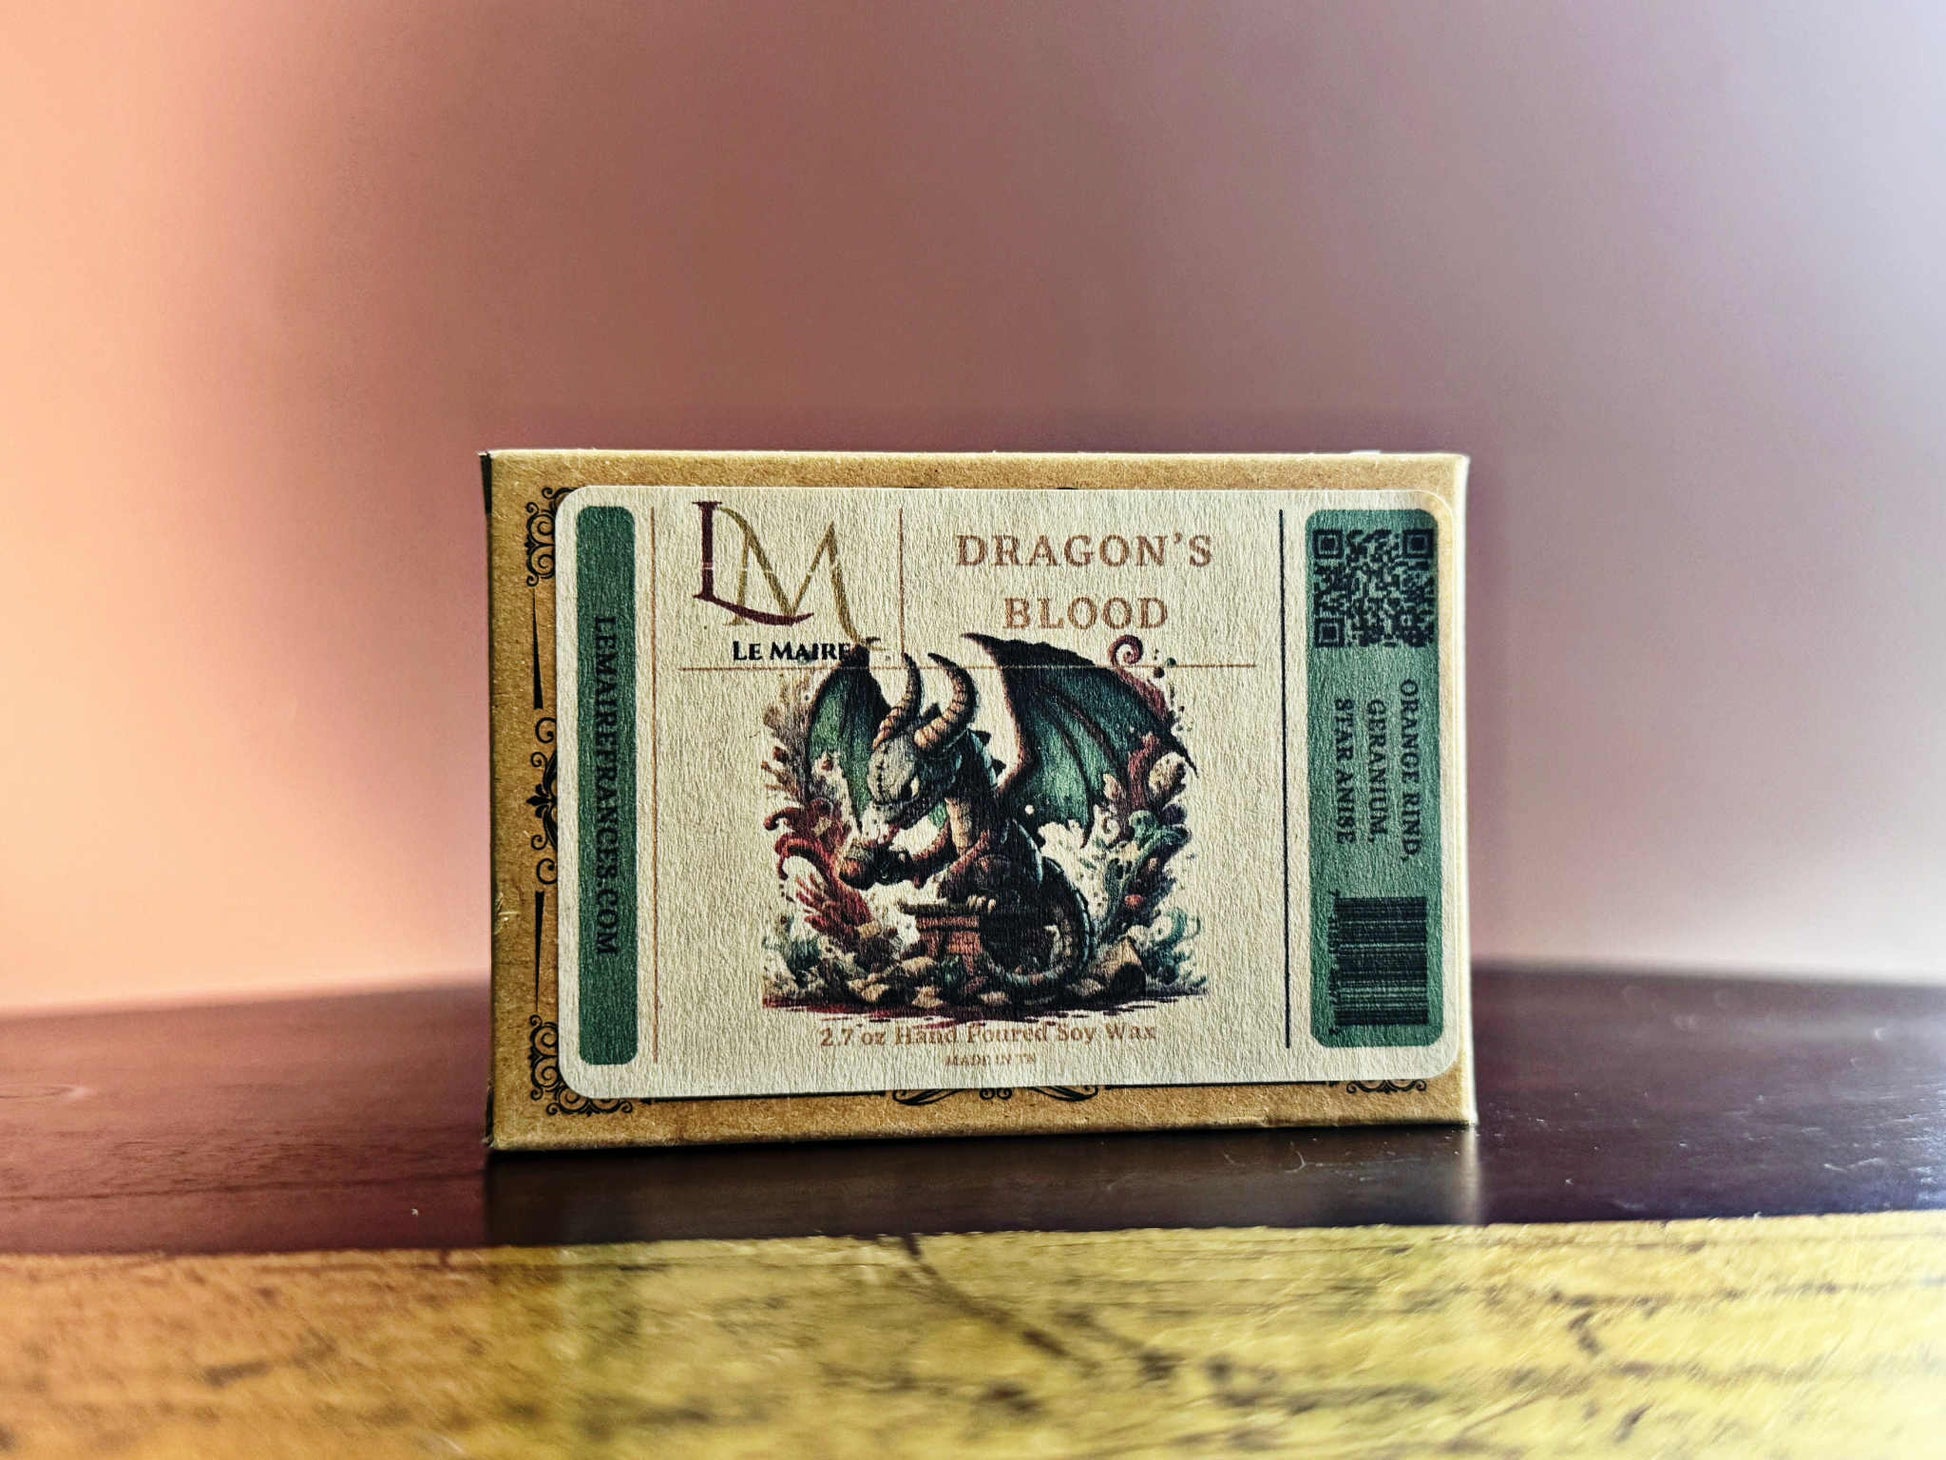 LM
LE MAIRE
DRAGON'S
BLOOD
LEMAIREFRANCES.COM
ORANGE RIND,
GERANIUM,
STAR ANISE
2.7 oz Hand Poured Soy Wax
MADE IN TN